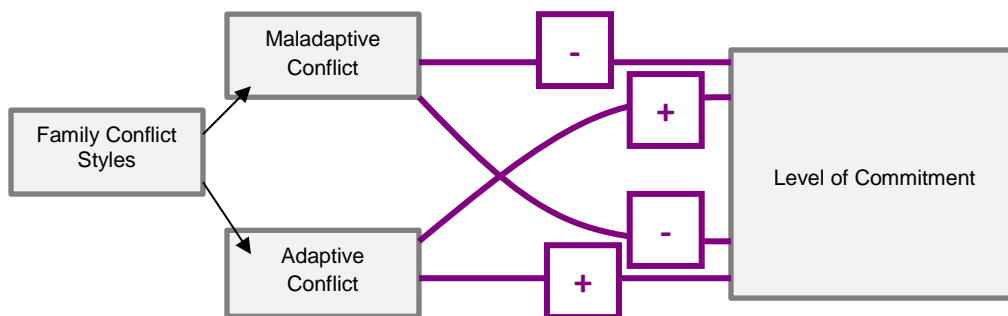 Maladaptive
Conflict
-
+
Family Conflict
Styles
Level of Commitment
-
Adaptive
Conflict
+